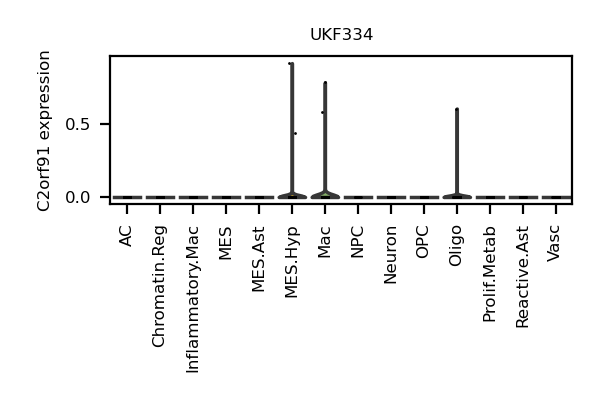 UKF334
C2orf91 expression
0.5
0.0
AC
Chromatin.Reg
Inflammatory.Mac
MES
MES.Ast
MES.Hyp
Mac
NPC
Neuron
OPC
Oligo
Prolif.Metab
Reactive.Ast
Vasc